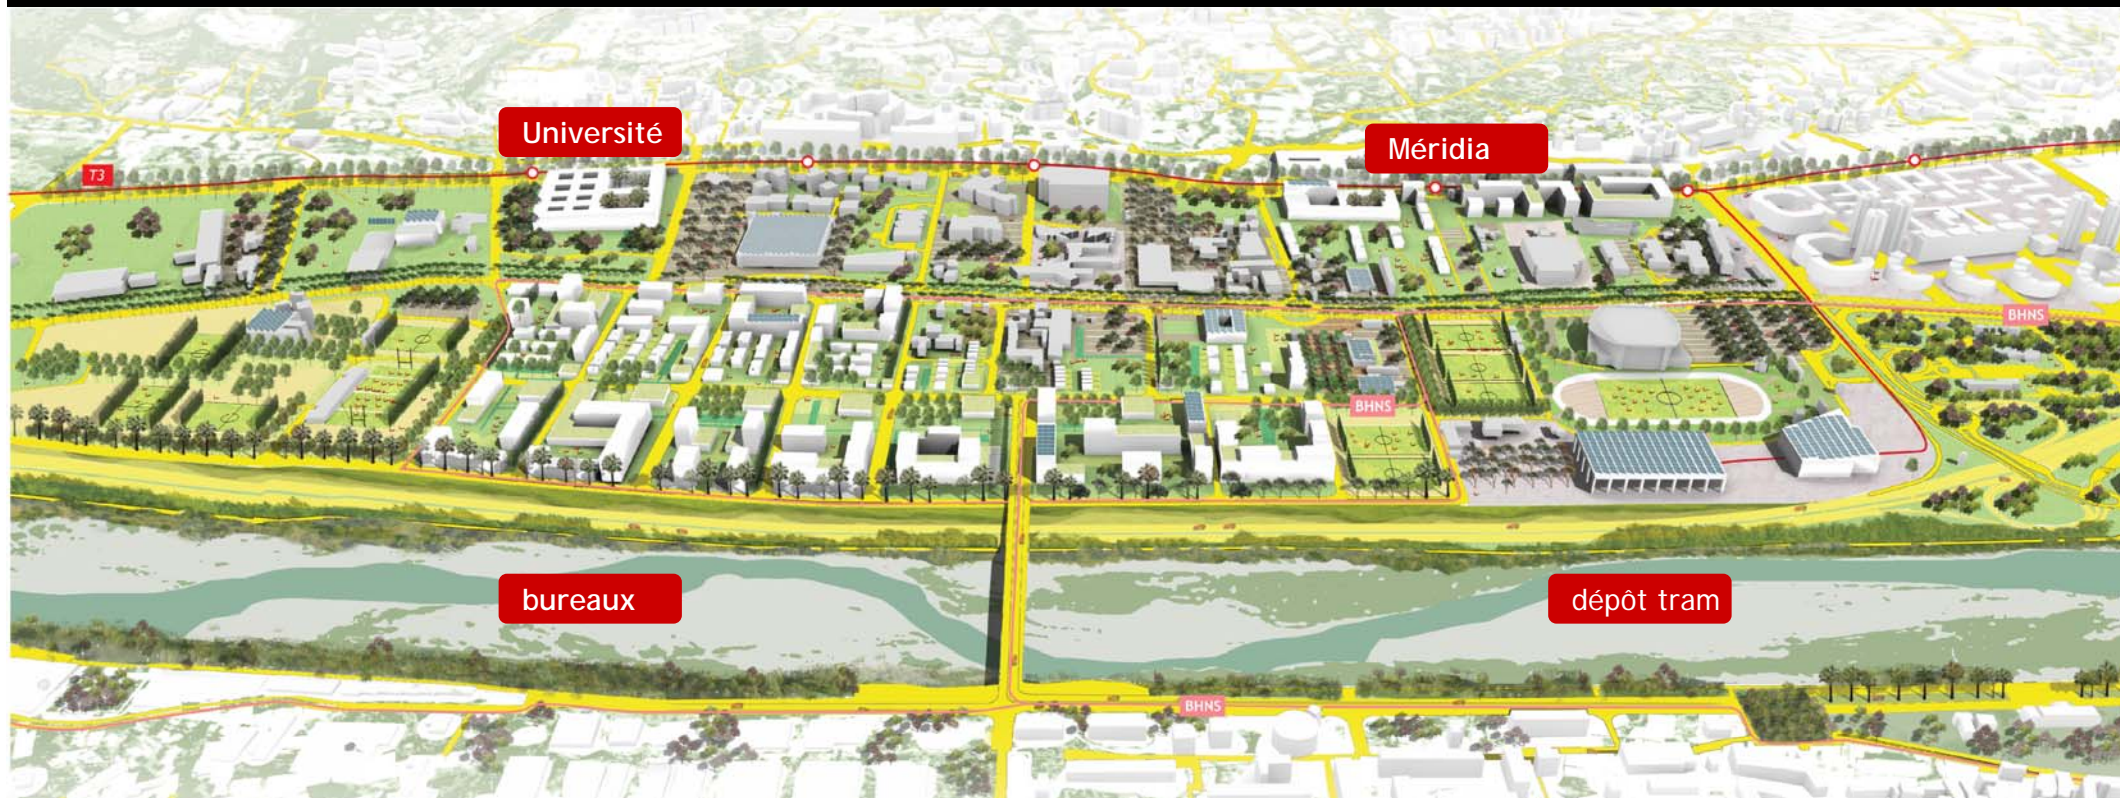 Université
Méridia
T3
BHNS
BHNS
bureaux
dépôt tram
BHNS